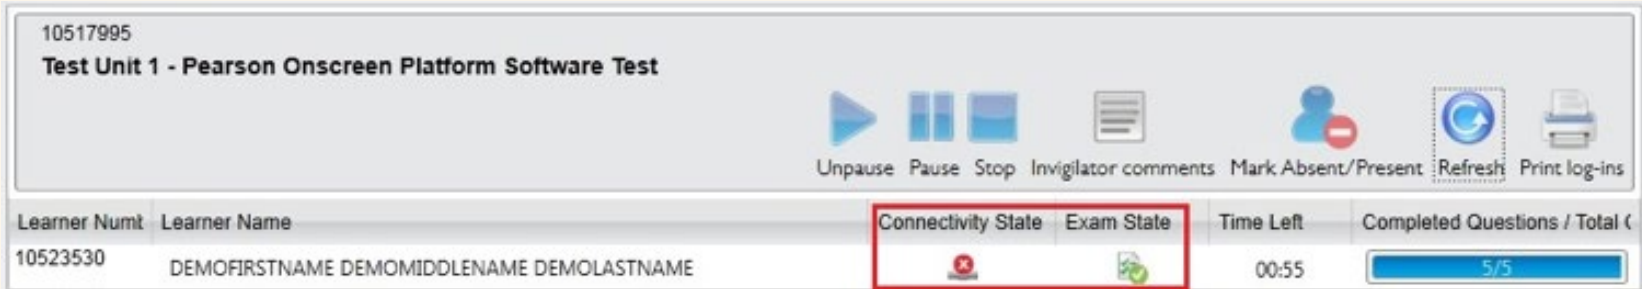 10517995
Test Unit 1 - Pearson Onscreen Platform Software Test
Unpause Pause Stop Invigilator comments Mark Absent/Present Refresh Print log-ins
Learner Numt Learner Name Connectivity State Exam State Time Left Completed Questions / Total (
10523530 DEMOFIRSTNAME DEMOMIDDLENAME DEMOLASTNAME 00:55 5/5